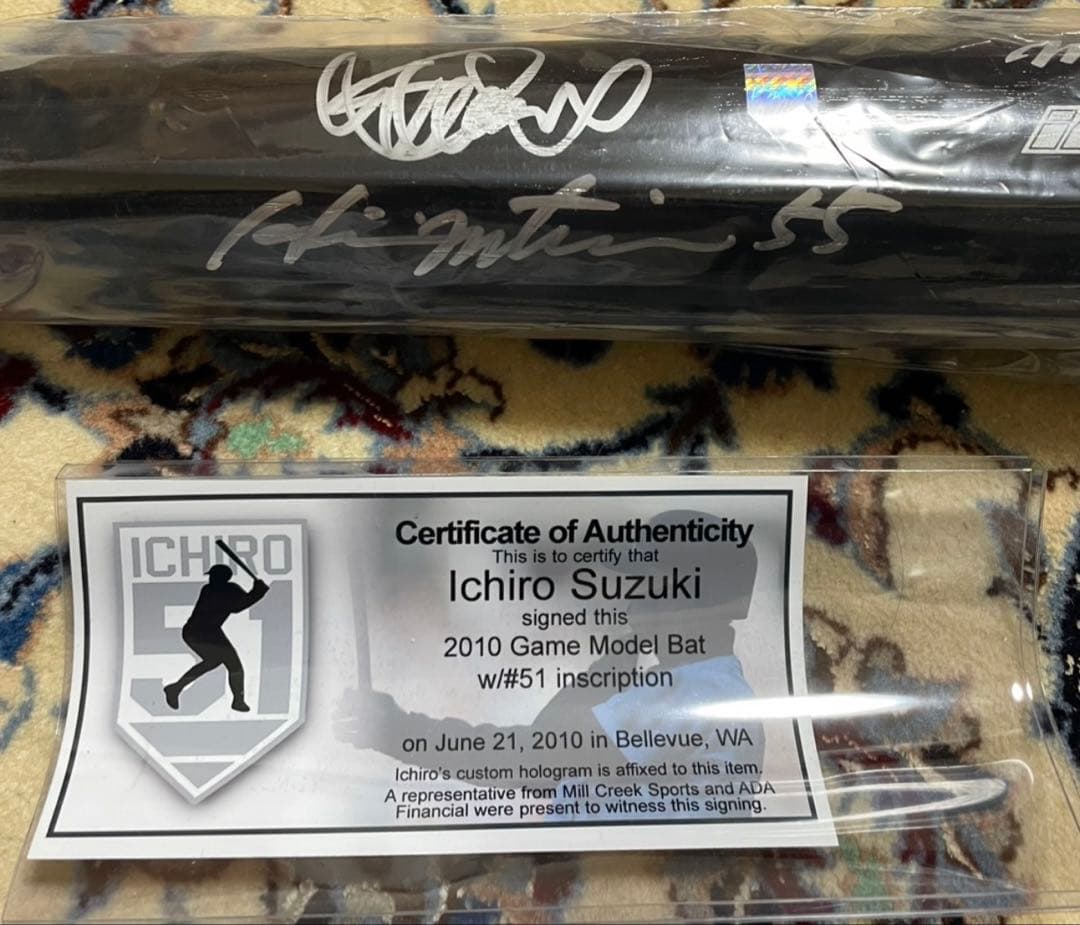 55
ICHIRO
51
Certificate of Authenticity
This is to certify that
Ichiro Suzuki
signed this
2010 Game Model Bat
w/#51 inscription
on June 21, 2010 in Bellevue, WA
Ichiro's custom hologram is affixed to this item.
A representative from Mill Creek Sports and ADA
Financial were present to witness this signing.